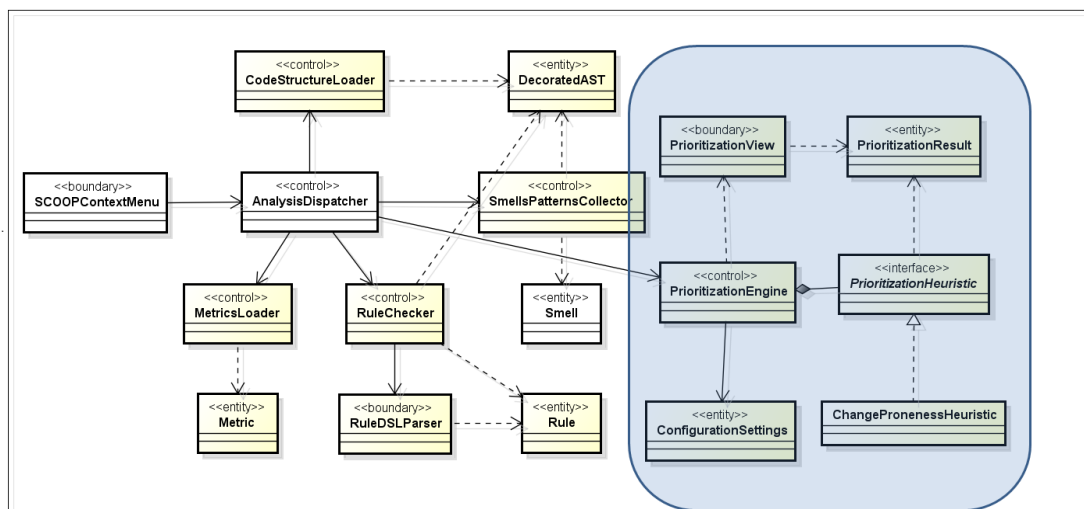 <<control>>
CodeStructureLoader
<<entity>>
DecoratedAST
<<boundary>>
PrioritizationView
<<entity>>
PrioritizationResult
<<boundary>>
SCOOPContextMenu
<<control>>
AnalysisDispatcher
<<control>>
SmellsPatternsCollector
<<control>>
PrioritizationEngine
<<interface>>
PrioritizationHeuristic
<<control>>
MetricsLoader
<<control>>
RuleChecker
<<entity>>
Smell
<<entity>>
Metric
<<boundary>>
RuleDSLParser
<<entity>>
Rule
<<entity>>
ConfigurationSettings
ChangePronenessHeuristic